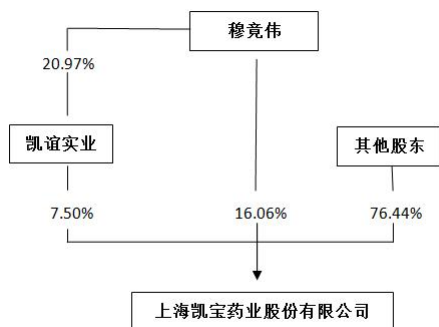 穆竟伟
20.97%
凯谊实业
其他股东
7.50%
16.06%
76.44%
上海凯宝药业股份有限公司